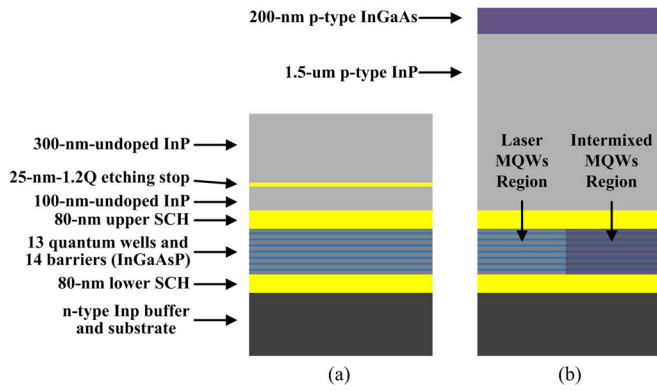 200-nm p-type InGaAs
1.5-um p-type InP
300-nm-undoped InP
25-nm-1.2Q etching stop
100-nm-undoped InP
80-nm upper SCH
13 quantum wells and
14 barriers (InGaAsP)
80-nm lower SCH
n-type Inp buffer
and substrate
Laser
MQWs
Region
Intermixed
MQWs
Region
(a)
(b)